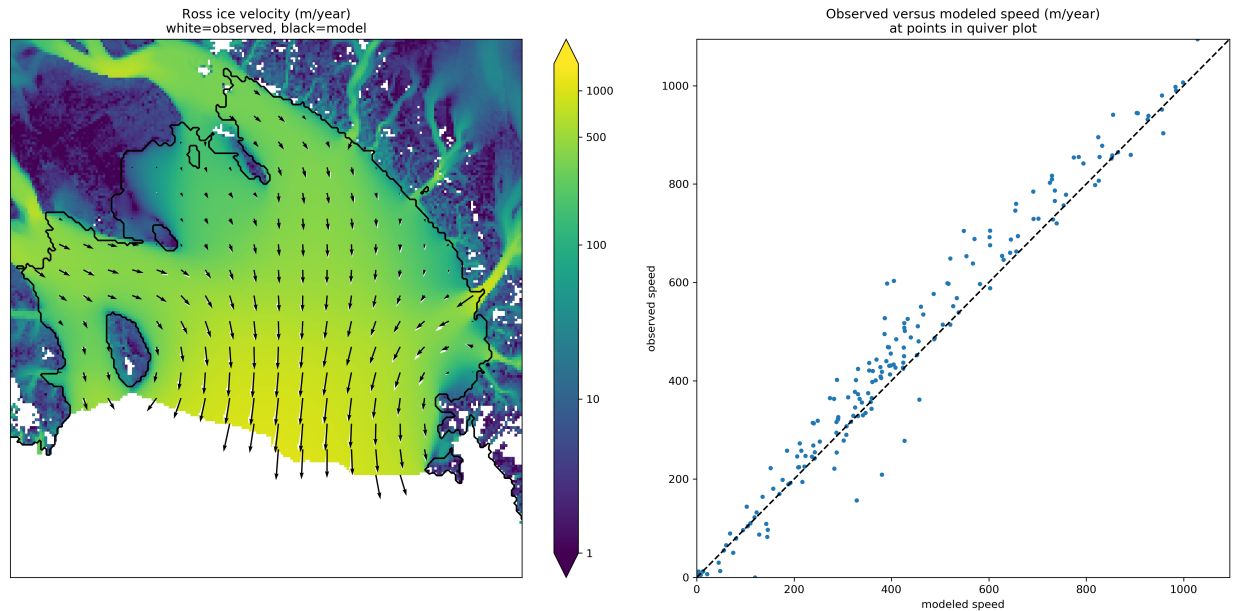 Ross ice velocity (m/year)
white=observed, black=model
1000
500
100
10
1
Observed versus modeled speed (m/year)
at points in quiver plot
observed speed
1000
800
600
400
200
0
0 200 400 600 800 1000
modeled speed